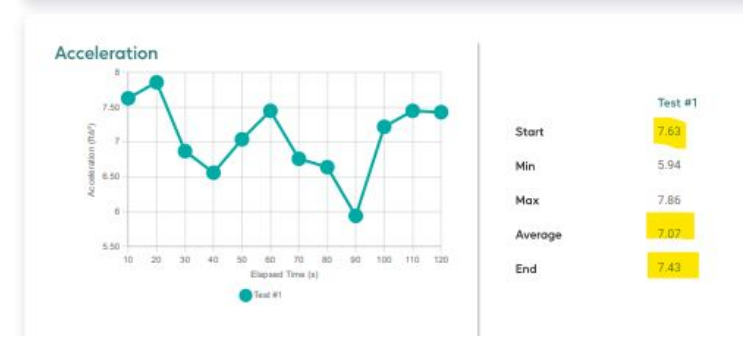 Acceleration
8
7.50
7
6.50
6
5.50
Acceleration (ft/s²)
10 20 30 40 50 60 70 80 90 100 110 120
Elapsed Time (s)
Test #1
Test #1
Start 7.63
Min 5.94
Max 7.86
Average 7.07
End 7.43